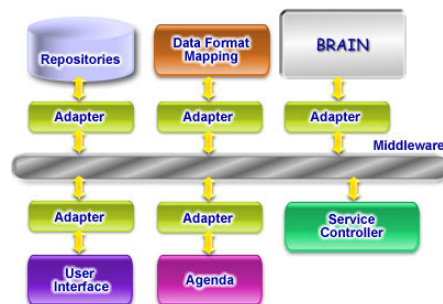 Repositories
Data Format
Mapping
BRAIN
Adapter
Adapter
Adapter
Middleware
Adapter
Adapter
Service
Controller
User
Interface
Agenda